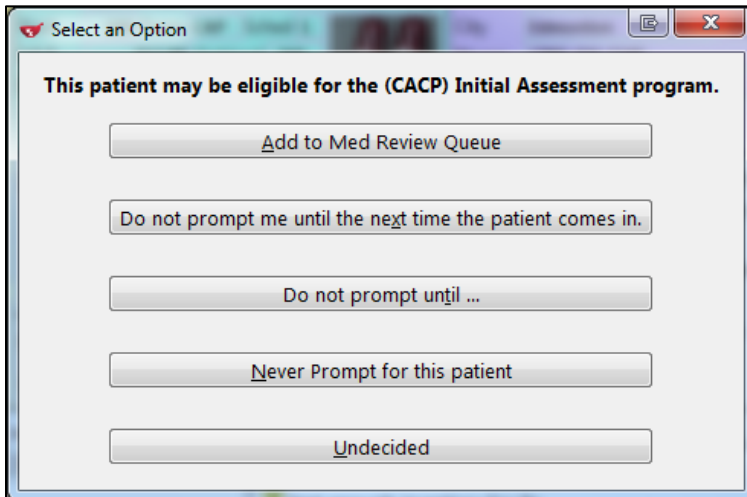 Select an Option
This patient may be eligible for the (CACP) Initial Assessment program.
Add to Med Review Queue
Do not prompt me until the next time the patient comes in.
Do not prompt until ...
Never Prompt for this patient
Undecided